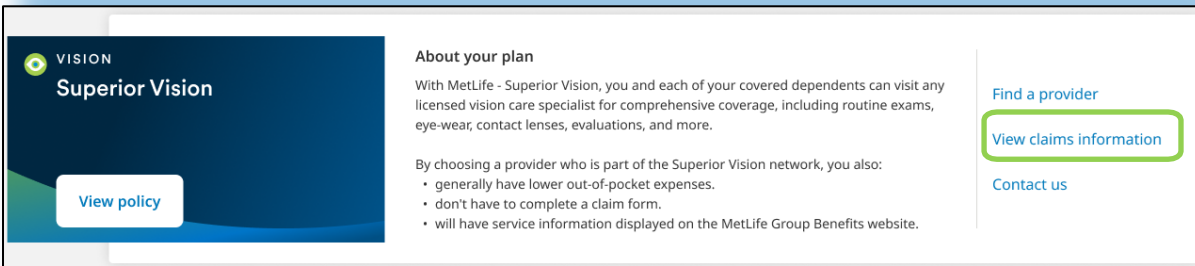 VISION
Superior Vision
View policy
About your plan
With MetLife - Superior Vision, you and each of your covered dependents can visit any
licensed vision care specialist for comprehensive coverage, including routine exams,
eye-wear, contact lenses, evaluations, and more.
By choosing a provider who is part of the Superior Vision network, you also:
• generally have lower out-of-pocket expenses.
• don't have to complete a claim form.
• will have service information displayed on the MetLife Group Benefits website.
Find a provider
View claims information
Contact us